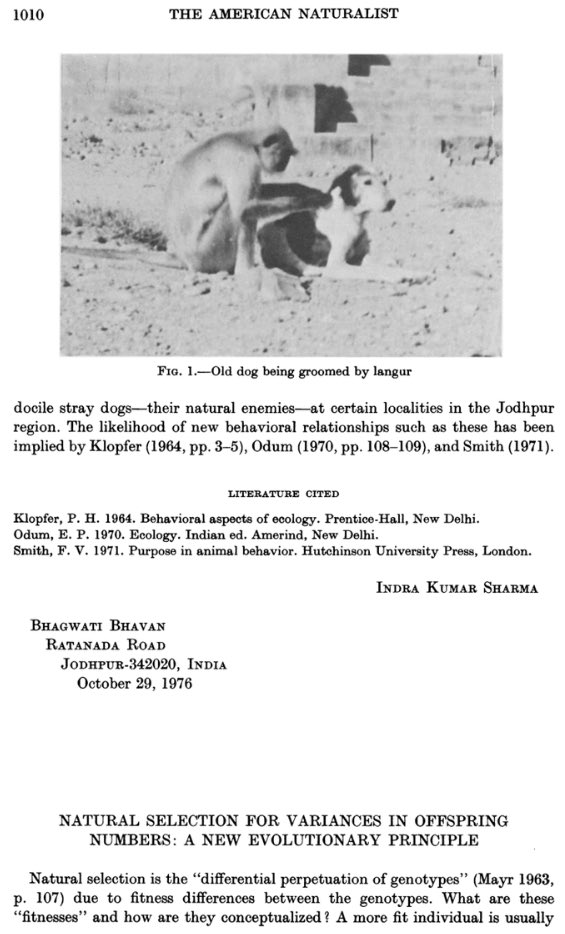 1010 THE AMERICAN NATURALIST
FIG. 1.—Old dog being groomed by langur
docile stray dogs—their natural enemies—at certain localities in the Jodhpur
region. The likelihood of new behavioral relationships such as these has been
implied by Klopfer (1964, pp. 3–5), Odum (1970, pp. 108–109), and Smith (1971).
LITERATURE CITED
Klopfer, P. H. 1964. Behavioral aspects of ecology. Prentice-Hall, New Delhi.
Odum, E. P. 1970. Ecology. Indian ed. Amerind, New Delhi.
Smith, F. V. 1971. Purpose in animal behavior. Hutchinson University Press, London.
INDRA KUMAR SHARMA
BHAGWATI BHAVAN
RATANADA ROAD
JODHPUR-342020, INDIA
October 29, 1976
NATURAL SELECTION FOR VARIANCES IN OFFSPRING
NUMBERS: A NEW EVOLUTIONARY PRINCIPLE
Natural selection is the “differential perpetuation of genotypes” (Mayr 1963,
p. 107) due to fitness differences between the genotypes. What are these
“fitnesses” and how are they conceptualized? A more fit individual is usually